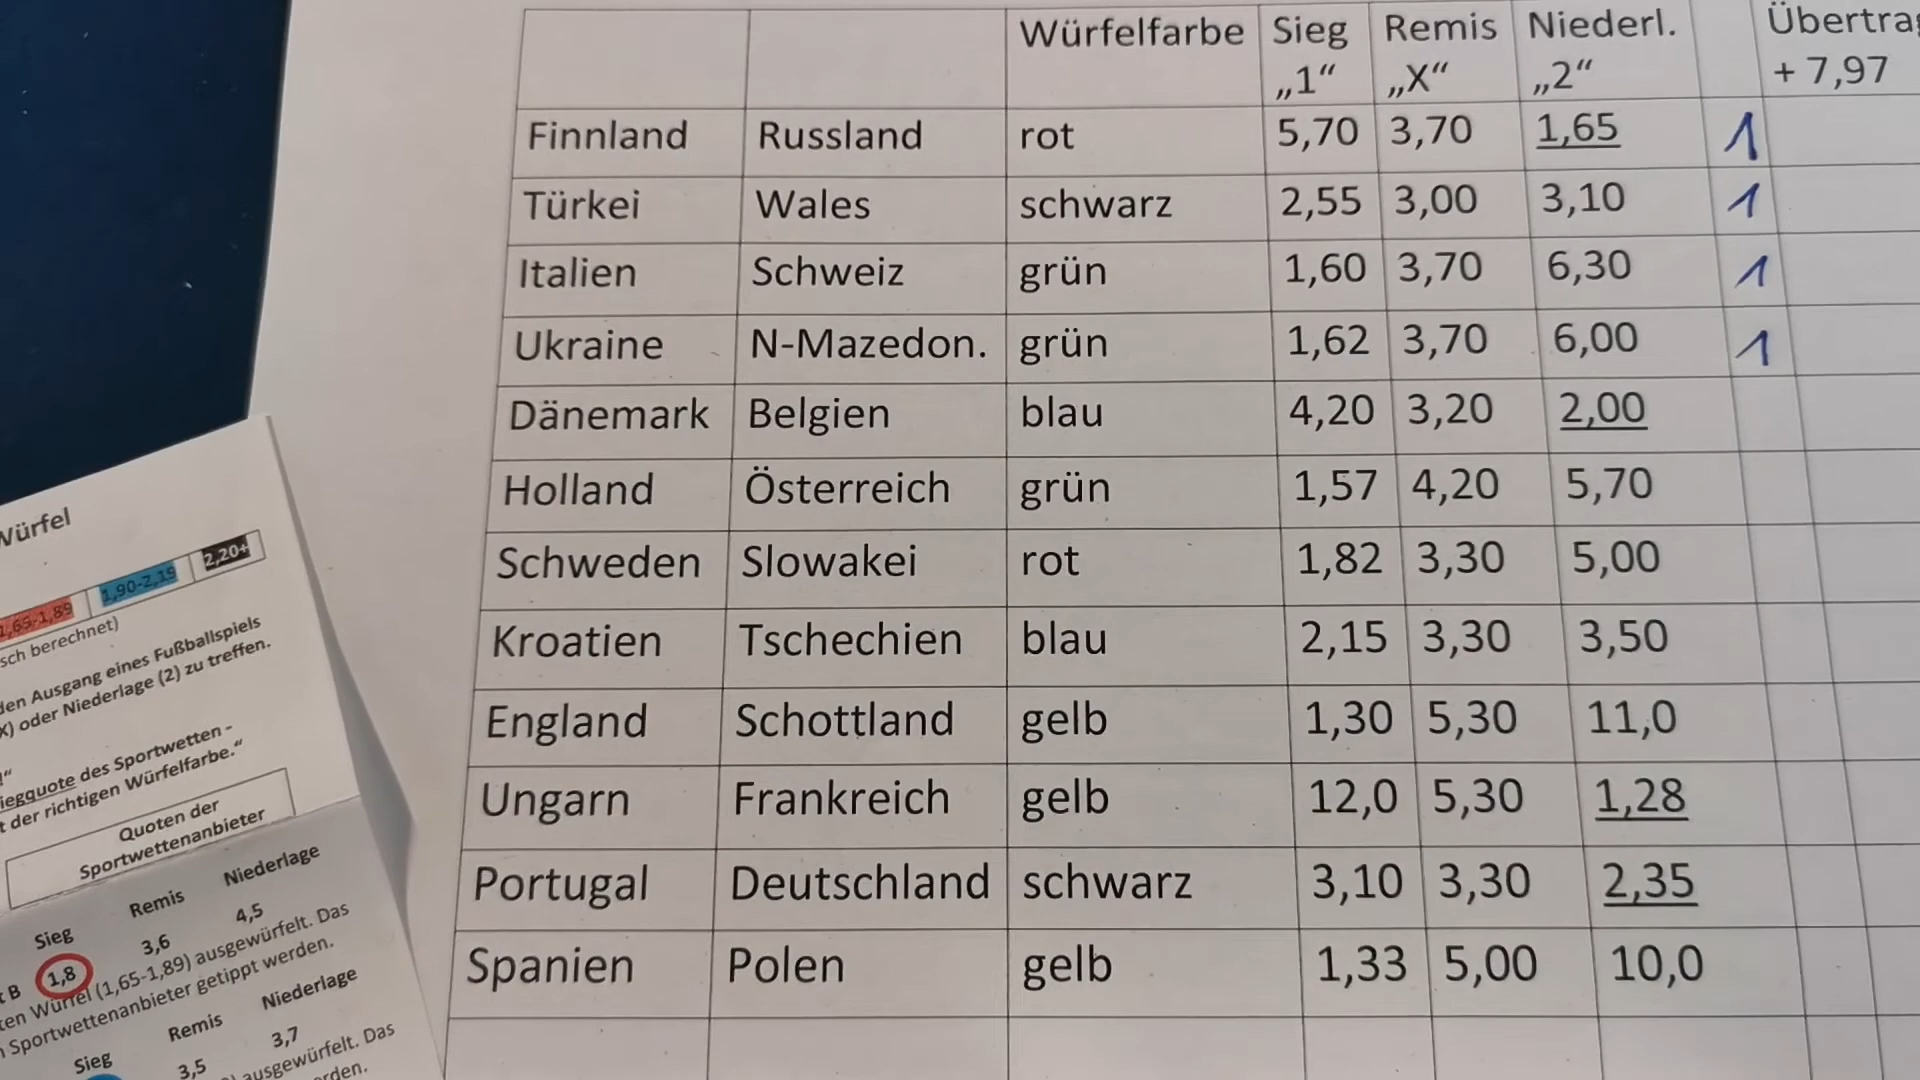 Würfelfarbe Sieg Remis Niederl.
„1“ „X“ „2“ + 7,97
Finnland Russland rot 5,70 3,70 1,65 1
Türkei Wales schwarz 2,55 3,00 3,10 1
Italien Schweiz grün 1,60 3,70 6,30 1
Ukraine N-Mazedon. grün 1,62 3,70 6,00 1
Dänemark Belgien blau 4,20 3,20 2,00
Holland Österreich grün 1,57 4,20 5,70
Schweden Slowakei rot 1,82 3,30 5,00
Kroatien Tschechien blau 2,15 3,30 3,50
England Schottland gelb 1,30 5,30 11,0
Ungarn Frankreich gelb 12,0 5,30 1,28
Portugal Deutschland schwarz 3,10 3,30 2,35
Spanien Polen gelb 1,33 5,00 10,0
Würfel
1,65-1,89 1,90-2,19 2,20+
berechnet)
den Ausgang eines Fußballspiels
X) oder Niederlage (2) zu treffen.
des Sportwetten -
der richtigen Würfelfarbe.“
Quoten der
Sportwettenanbieter
Sieg Remis Niederlage
B 1,8 3,6 4,5
Würfel (1,65-1,89) ausgewürfelt. Das
Sportwettenanbieter getippt werden.
Sieg Remis Niederlage
3,5 3,7
ausgewürfelt. Das